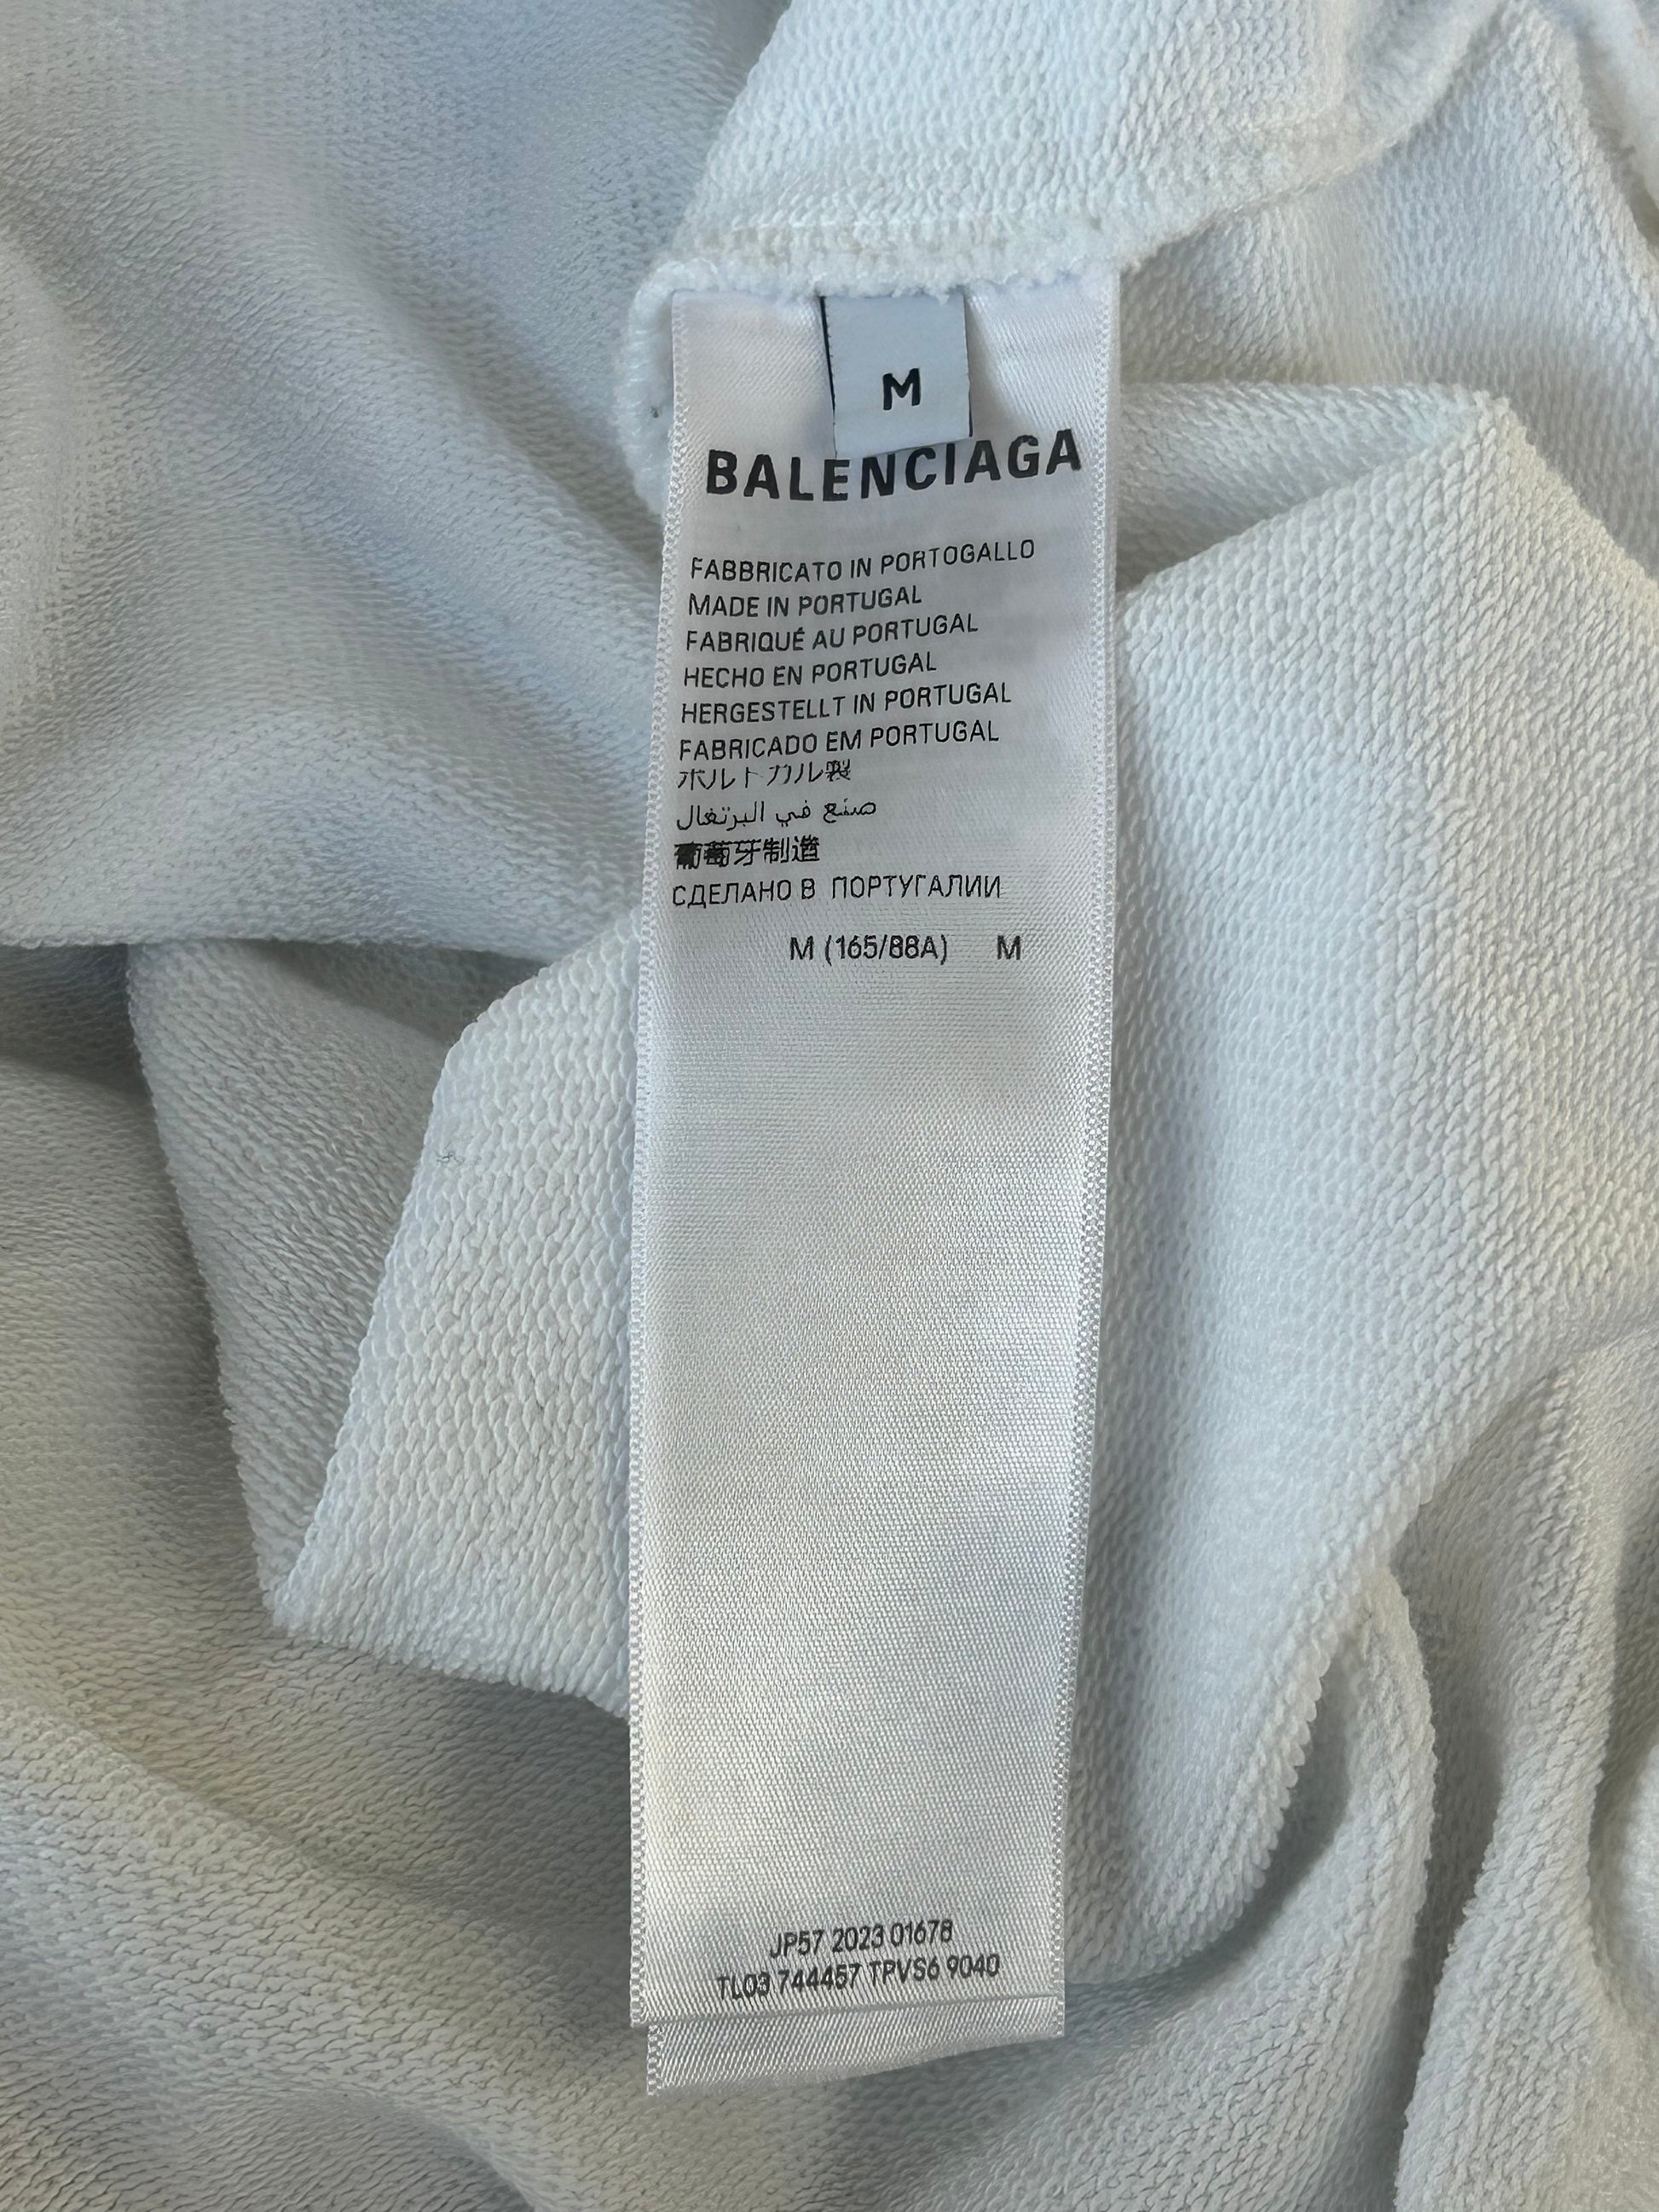 M
BALENCIAGA
FABBRICATO IN PORTOGALLO
MADE IN PORTUGAL
FABRIQUÉ AU PORTUGAL
HECHO EN PORTUGAL
HERGESTELLT IN PORTUGAL
FABRICADO EM PORTUGAL
ポルトガル製
صنع في البرتغال
葡萄牙制造
СДЕЛАНО В ПОРТУГАЛИИ
M (165/88A) M
JP57 2023 01678
TL03 744457 TPVS6 9040